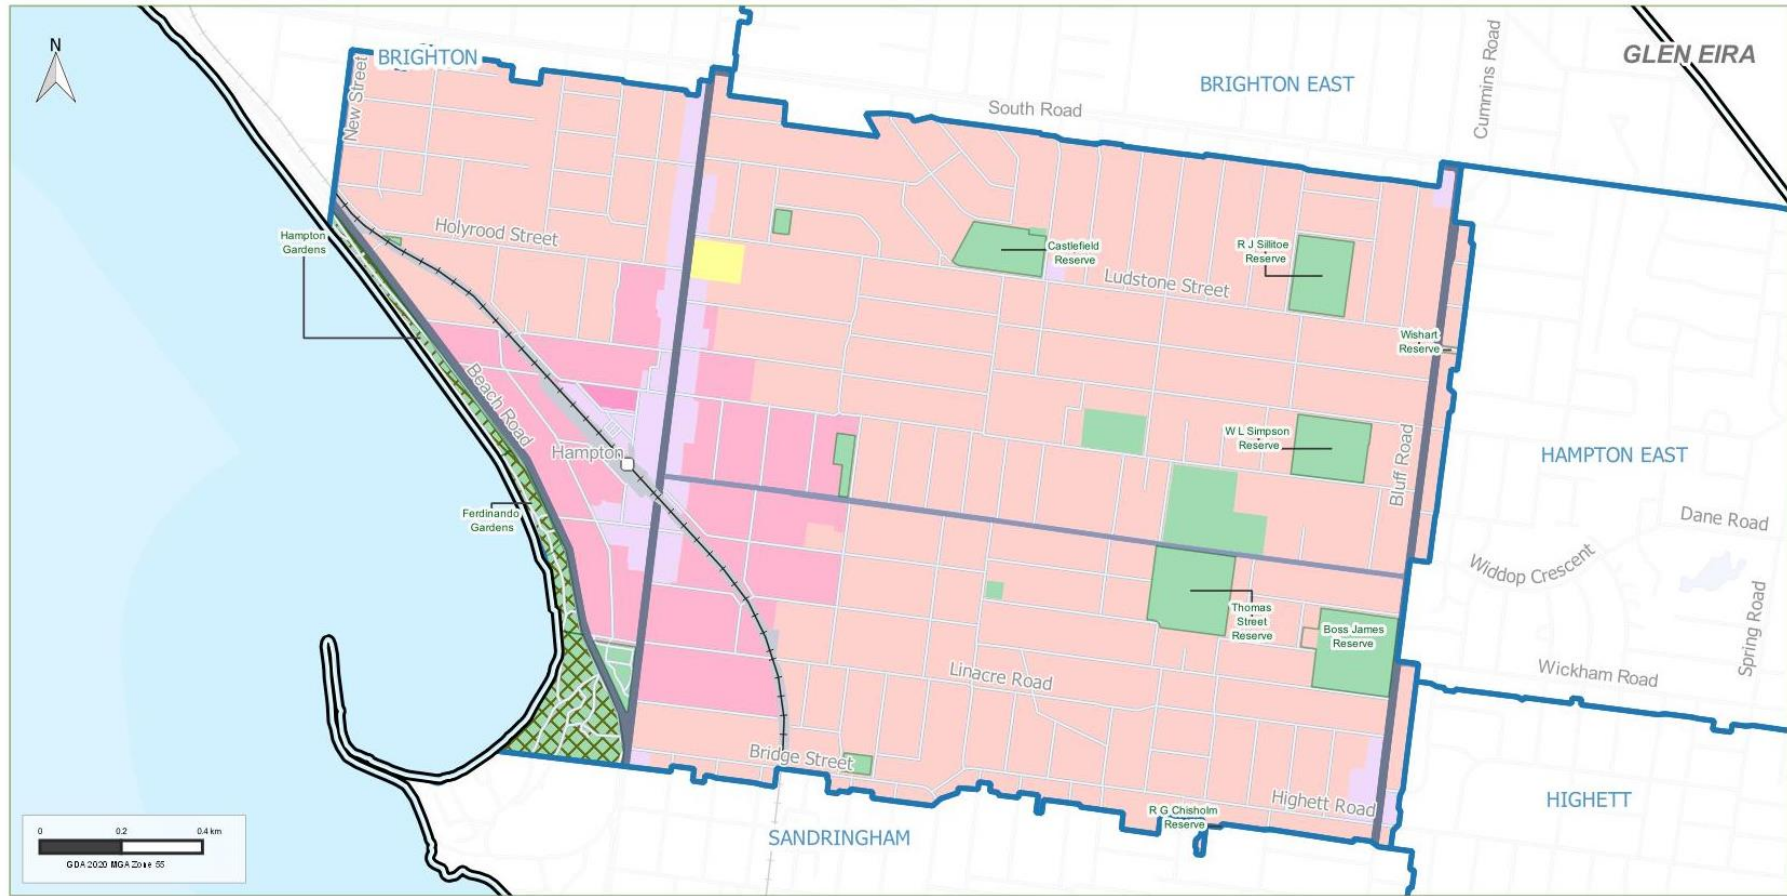 N
BRIGHTON
BRIGHTON EAST
GLEN EIRA
New Street
South Road
Cummins Road
Hampton
Gardens
Holyrood Street
Castlefield
Reserve
R J Sillitoe
Reserve
Ludstone Street
Wishart
Reserve
Beach Road
Hampton
W L Simpson
Reserve
Bluff Road
HAMPTON EAST
Ferdinando
Gardens
Dane Road
Widdop Crescent
Thomas
Street
Reserve
Boss James
Reserve
Spring Road
Linacre Road
Wickham Road
Bridge Street
Highett Road
R G Chisholm
Reserve
HIGHETT
SANDRINGHAM
0 0.2 0.4 km
GDA 2020 MGA Zone 55